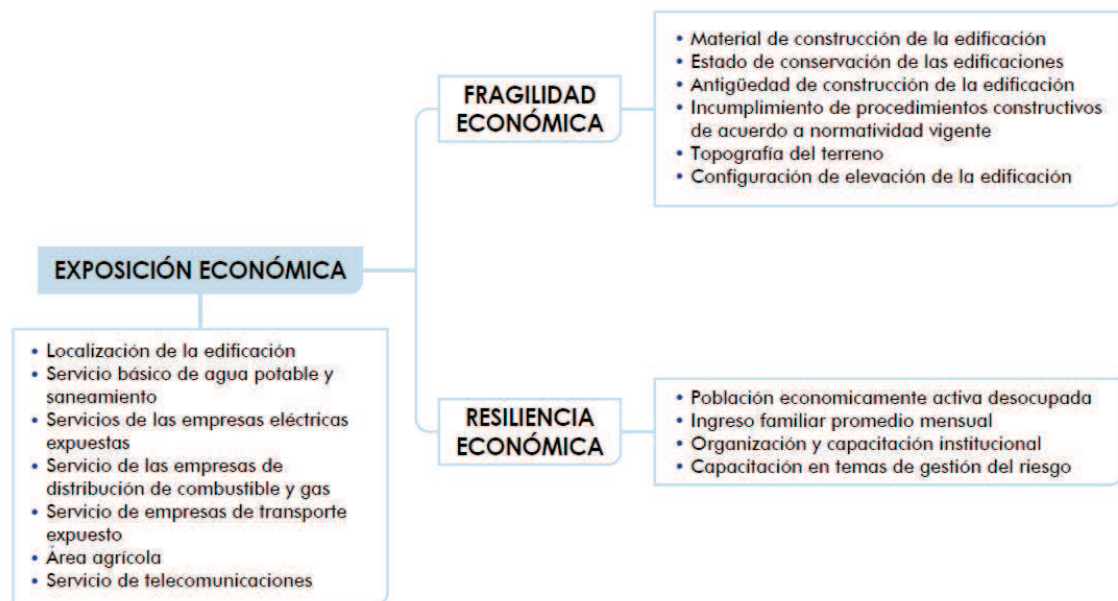 EXPOSICIÓN ECONÓMICA
• Localización de la edificación
• Servicio básico de agua potable y
saneamiento
• Servicios de las empresas eléctricas
expuestas
• Servicio de las empresas de
distribución de combustible y gas
• Servicio de empresas de transporte
expuesto
• Área agrícola
• Servicio de telecomunicaciones
FRAGILIDAD
ECONÓMICA
• Material de construcción de la edificación
• Estado de conservación de las edificaciones
• Antigüedad de construcción de la edificación
• Incumplimiento de procedimientos constructivos
de acuerdo a normatividad vigente
• Topografía del terreno
• Configuración de elevación de la edificación
RESILIENCIA
ECONÓMICA
• Población economicamente activa desocupada
• Ingreso familiar promedio mensual
• Organización y capacitación institucional
• Capacitación en temas de gestión del riesgo